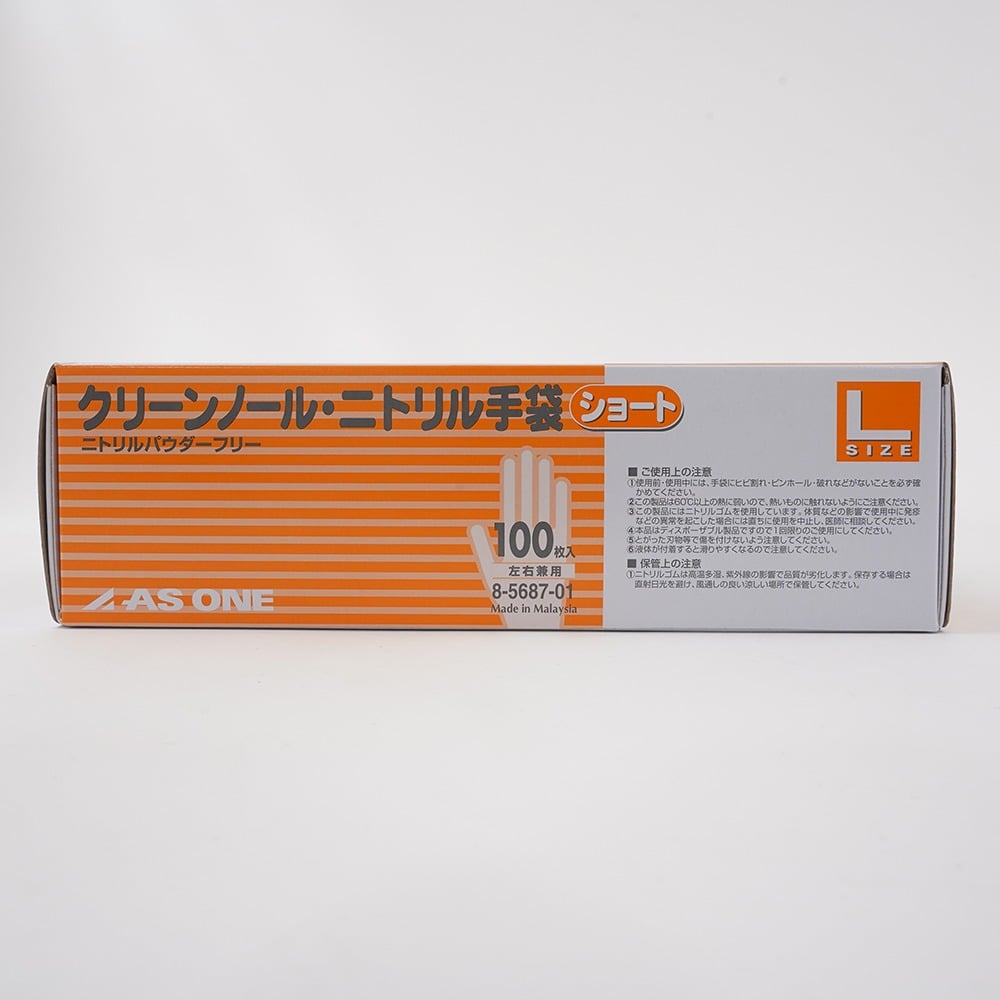 クリーンノール・ニトリル手袋 ショート
ニトリルパウダーフリー
100枚入
左右兼用
8-5687-01
Made in Malaysia
AS ONE
L
SIZE
■ ご使用上の注意
①使用前・使用中には、手袋にヒビ割れ・ピンホール・破れなどがないことを必ず確
かめてください。
②この製品は60℃以上の熱に弱いので、熱いものに触れないようにご注意ください。
③この製品にはニトリルゴムを使用しています。体質などの影響で使用中に発疹
などの異常を起こした場合には直ちに使用を中止し、医師に相談してください。
④本品はディスポーザブル製品ですので1回限りのご使用にしてください。
⑤とがった刃物等で傷を付けないよう注意してください。
⑥液体が付着すると滑りやすくなるので注意してください。
■ 保管上の注意
①ニトリルゴムは高温多湿、紫外線の影響で品質が劣化します。保存する場合は
直射日光を避け、風通しの良い涼しい場所で保管してください。